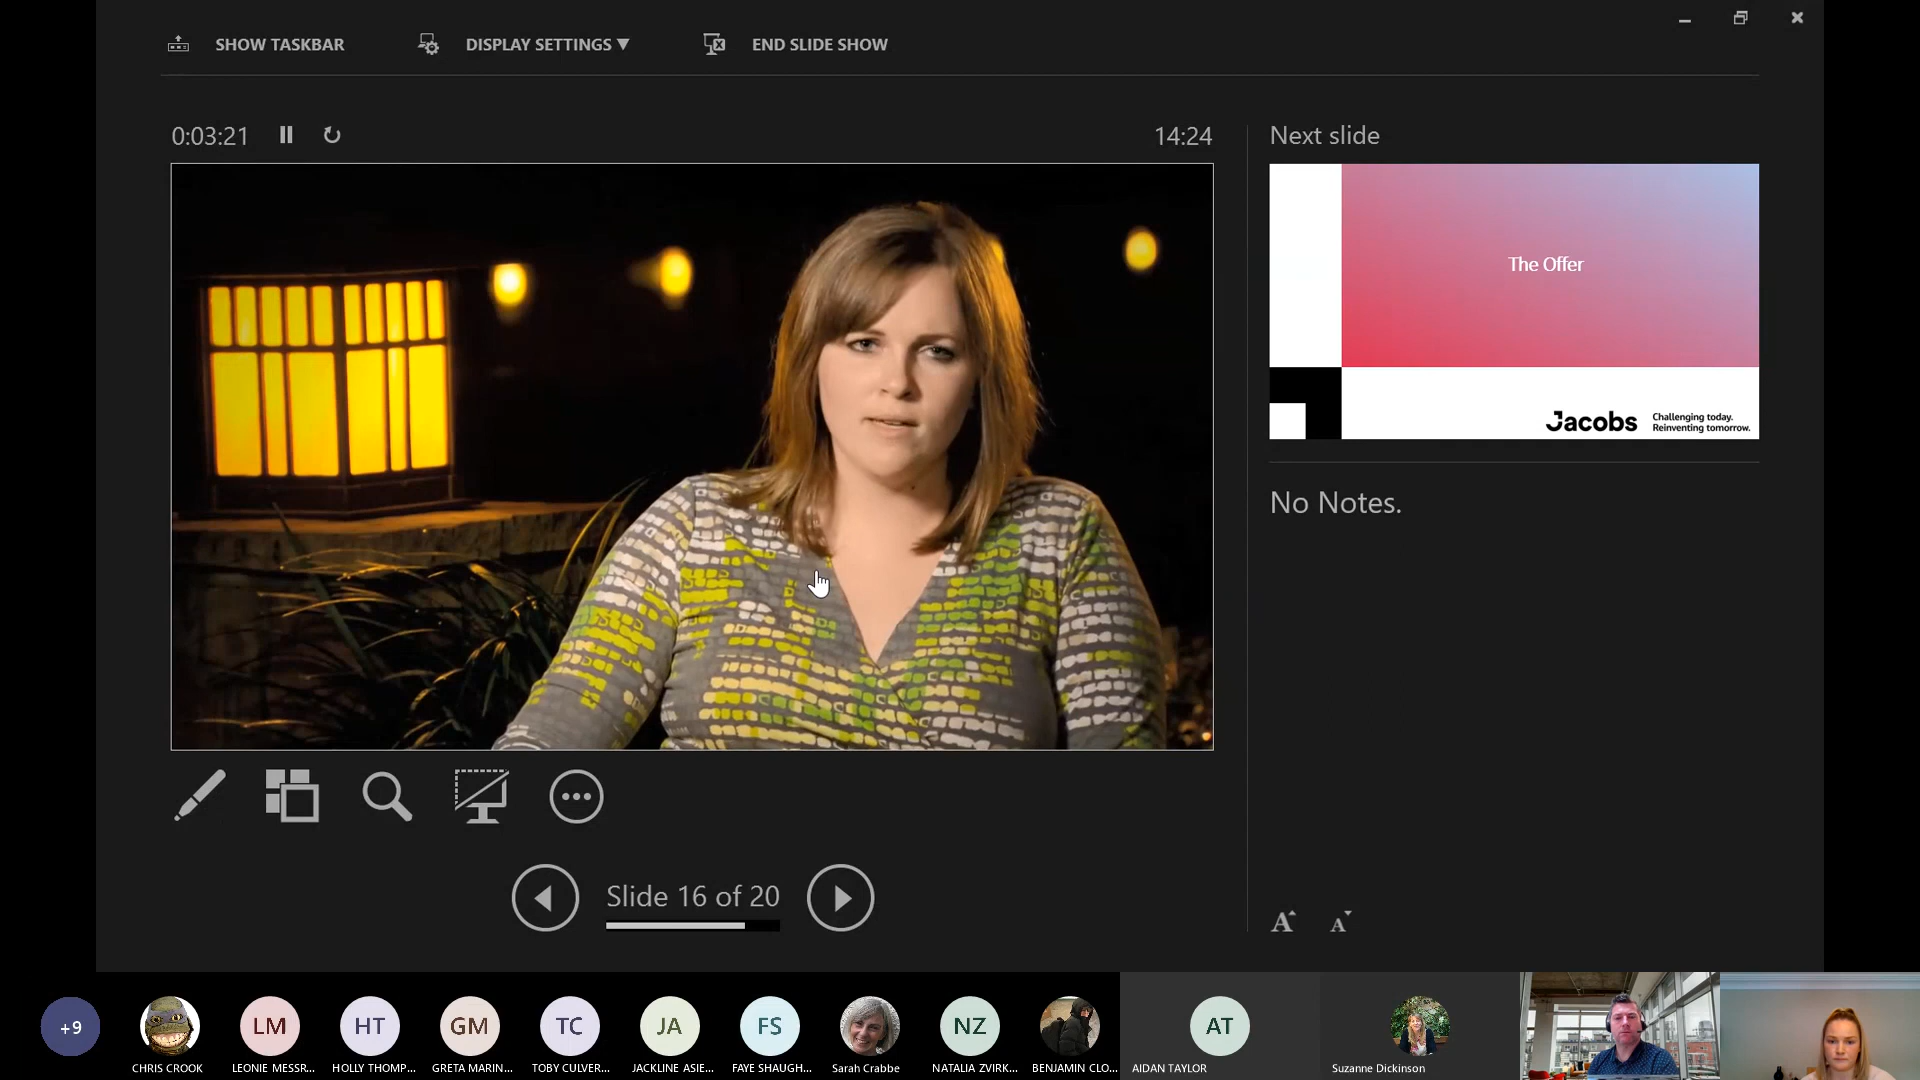 SHOW TASKBAR
DISPLAY SETTINGS ▼
END SLIDE SHOW
0:03:21
14:24
Next slide
The Offer
Jacobs
Challenging today.
Reinventing tomorrow.
No Notes.
Slide 16 of 20
A A
+9
LM
HT
GM
TC
JA
FS
NZ
AT
CHRIS CROOK
LEONIE MESSR...
HOLLY THOMP...
GRETA MARIN...
TOBY CULVER...
JACKLINE ASIE...
FAYE SHAUGH...
Sarah Crabbe
NATALIA ZVIRK...
BENJAMIN CLO...
AIDAN TAYLOR
Suzanne Dickinson